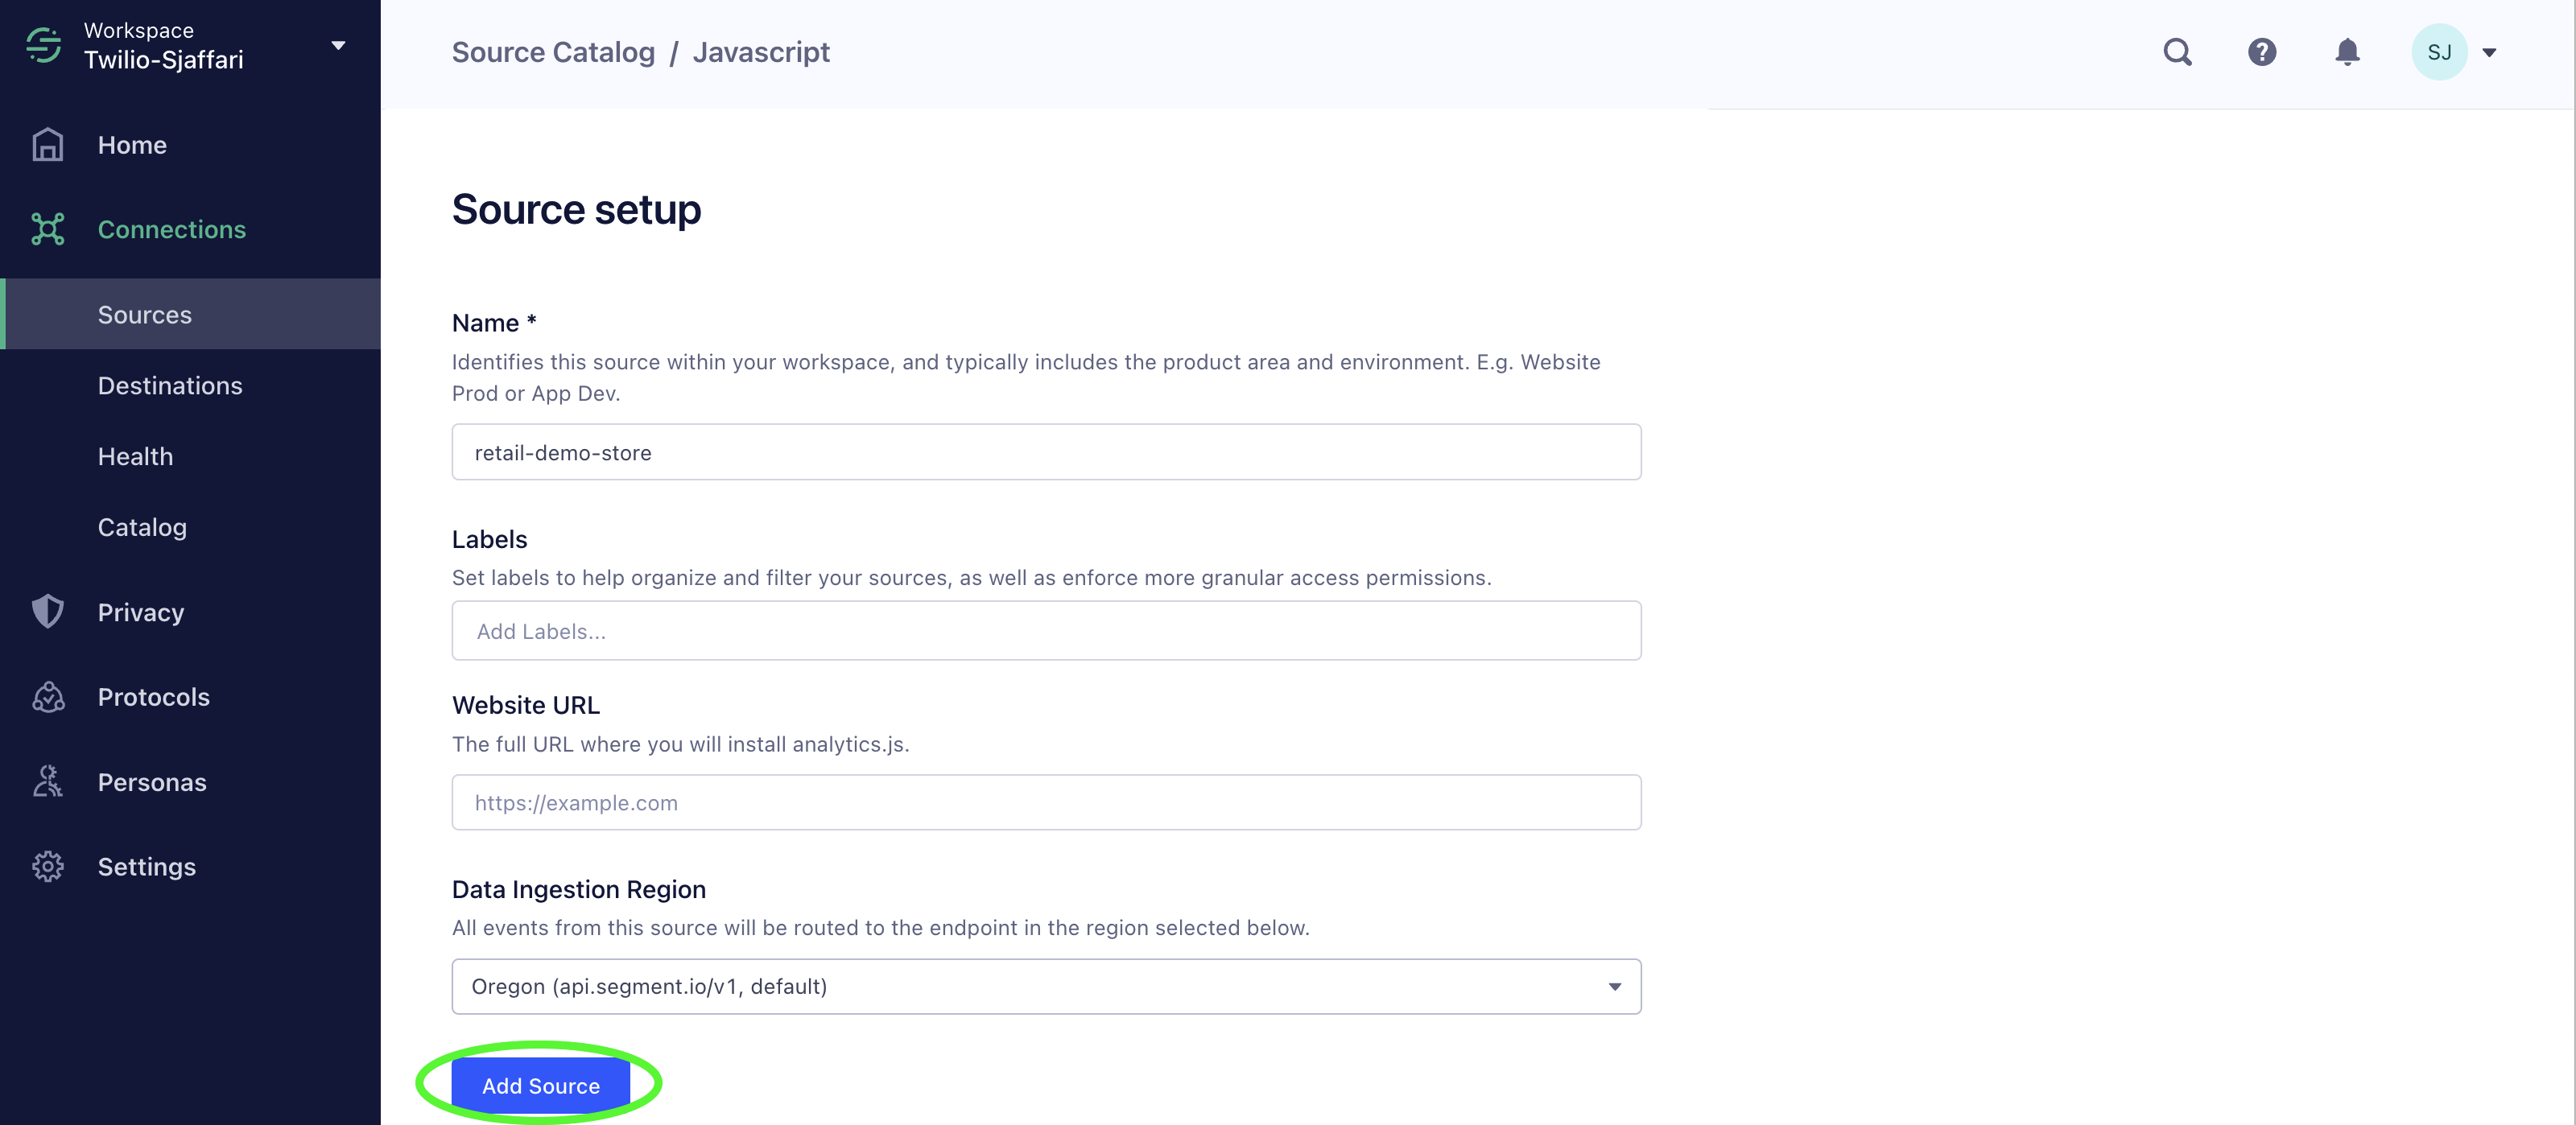 Workspace
Twilio-Sjaffari
Home
Connections
Sources
Destinations
Health
Catalog
Privacy
Protocols
Personas
Settings
Source Catalog / Javascript
SJ
Source setup
Name *
Identifies this source within your workspace, and typically includes the product area and environment. E.g. Website
Prod or App Dev.
retail-demo-store
Labels
Set labels to help organize and filter your sources, as well as enforce more granular access permissions.
Add Labels...
Website URL
The full URL where you will install analytics.js.
https://example.com
Data Ingestion Region
All events from this source will be routed to the endpoint in the region selected below.
Oregon (api.segment.io/v1, default)
Add Source